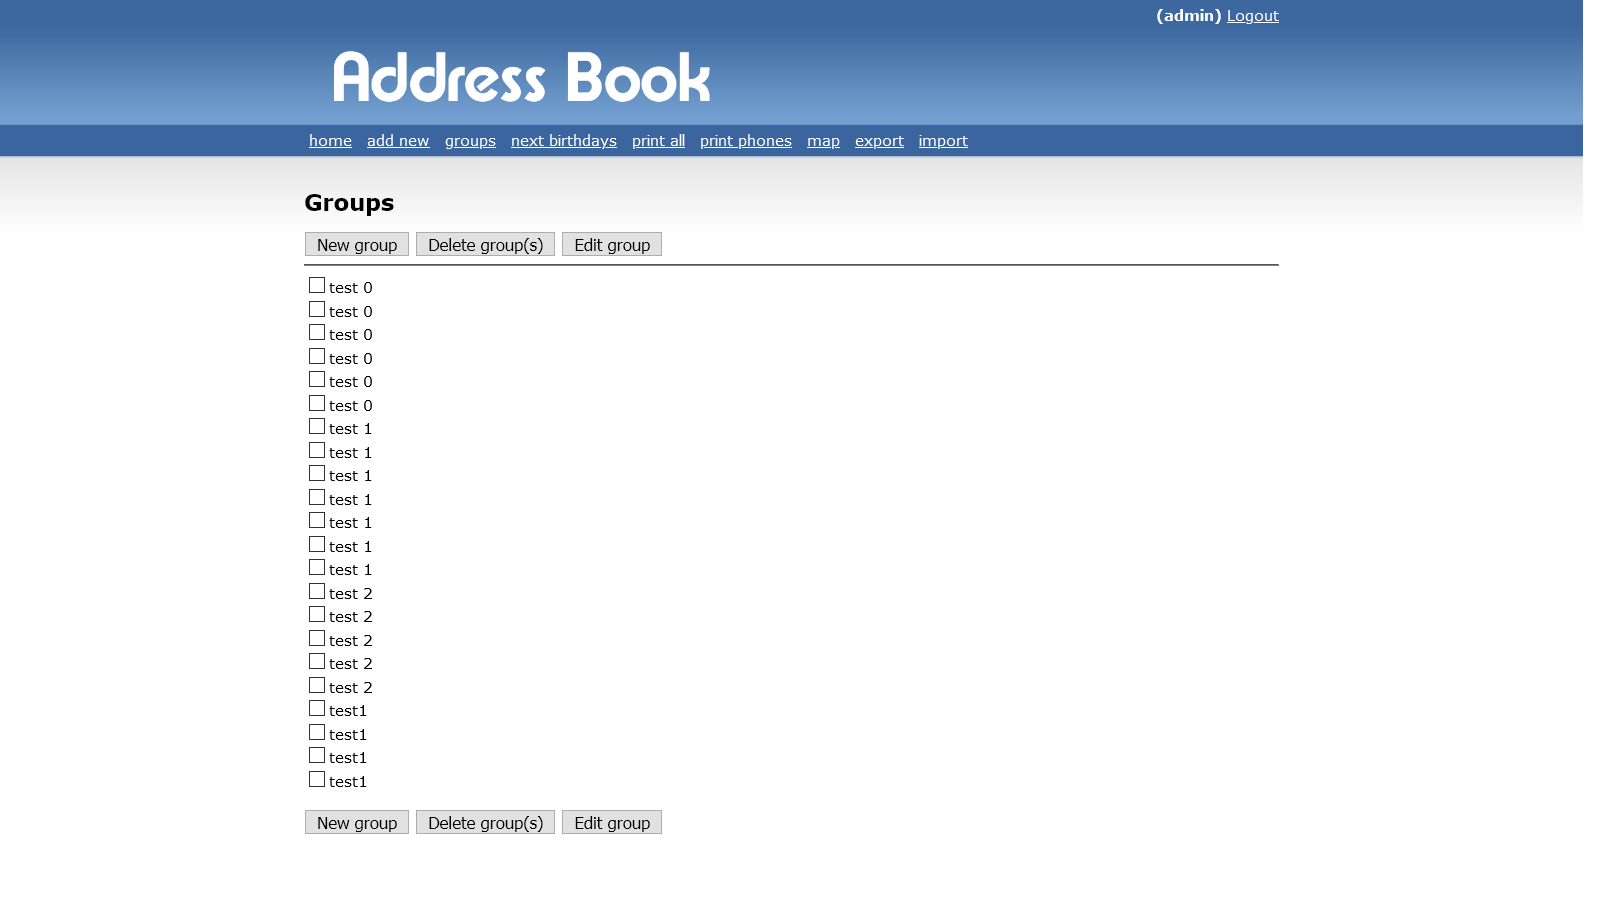 (admin) Logout
Address Book
home add new groups next birthdays print all print phones map export import
Groups
New group Delete group(s) Edit group
test 0
test 0
test 0
test 0
test 0
test 0
test 1
test 1
test 1
test 1
test 1
test 1
test 1
test 2
test 2
test 2
test 2
test 2
test1
test1
test1
test1
New group Delete group(s) Edit group